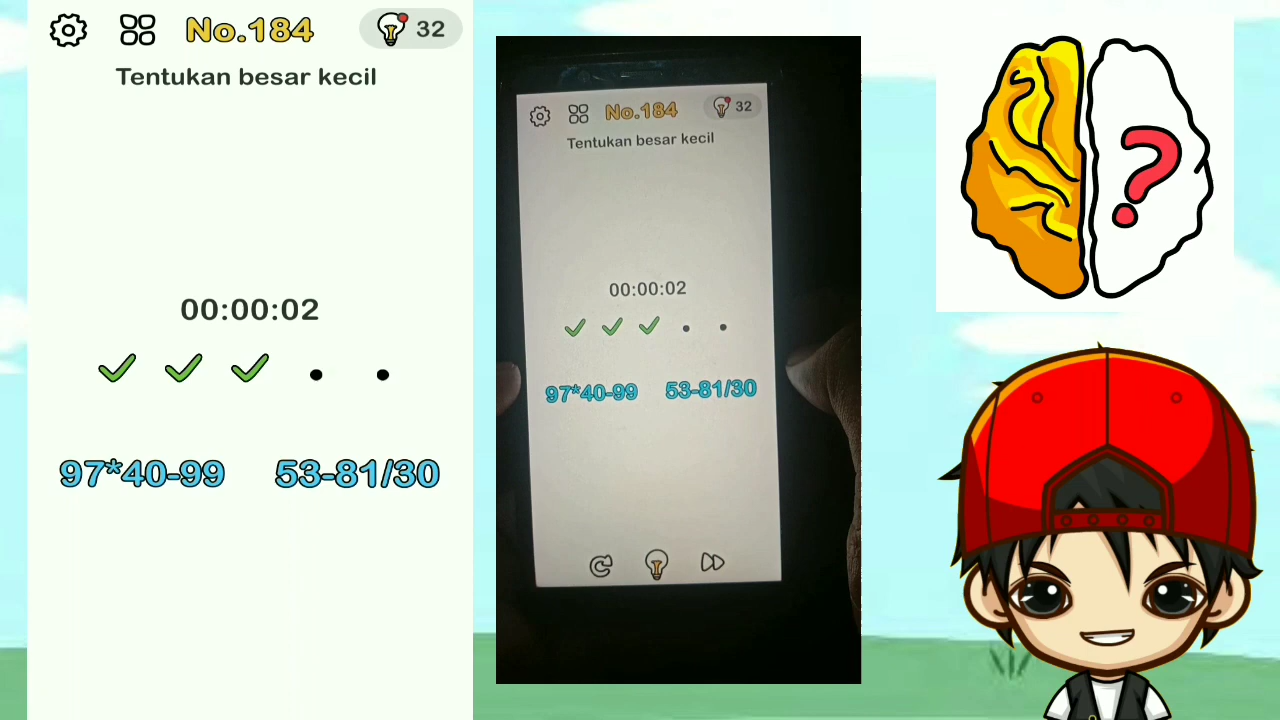 No.184
32
Tentukan besar kecil
00:00:02
97*40-99
53-81/30
No.184
32
Tentukan besar kecil
00:00:02
97*40-99
53-81/30
?